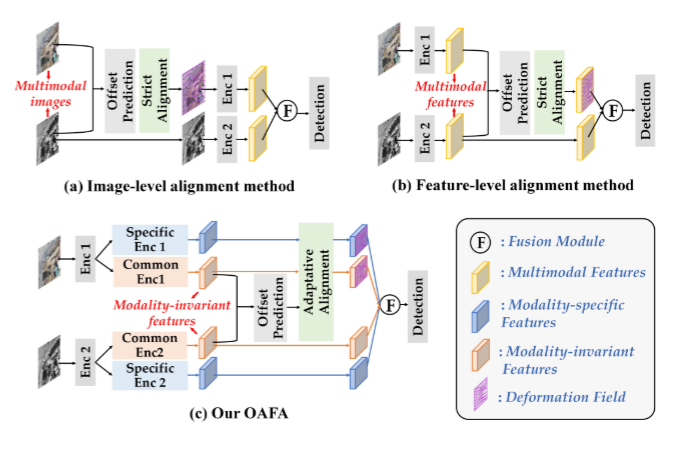 Multimodal
images
Offset
Prediction
Strict
Alignment
Enc 1
Enc 2
F
Detection
(a) Image-level alignment method
Enc 1
Multimodal
features
Enc 2
Offset
Prediction
Strict
Alignment
F
Detection
(b) Feature-level alignment method
Enc 1
Specific
Enc 1
Common
Enc1
Modality-invariant
features
Enc 2
Common
Enc2
Specific
Enc 2
Offset
Prediction
Adaptative
Alignment
F
Detection
(c) Our OAFA
F : Fusion Module
: Multimodal Features
: Modality-specific
Features
: Modality-invariant
Features
: Deformation Field